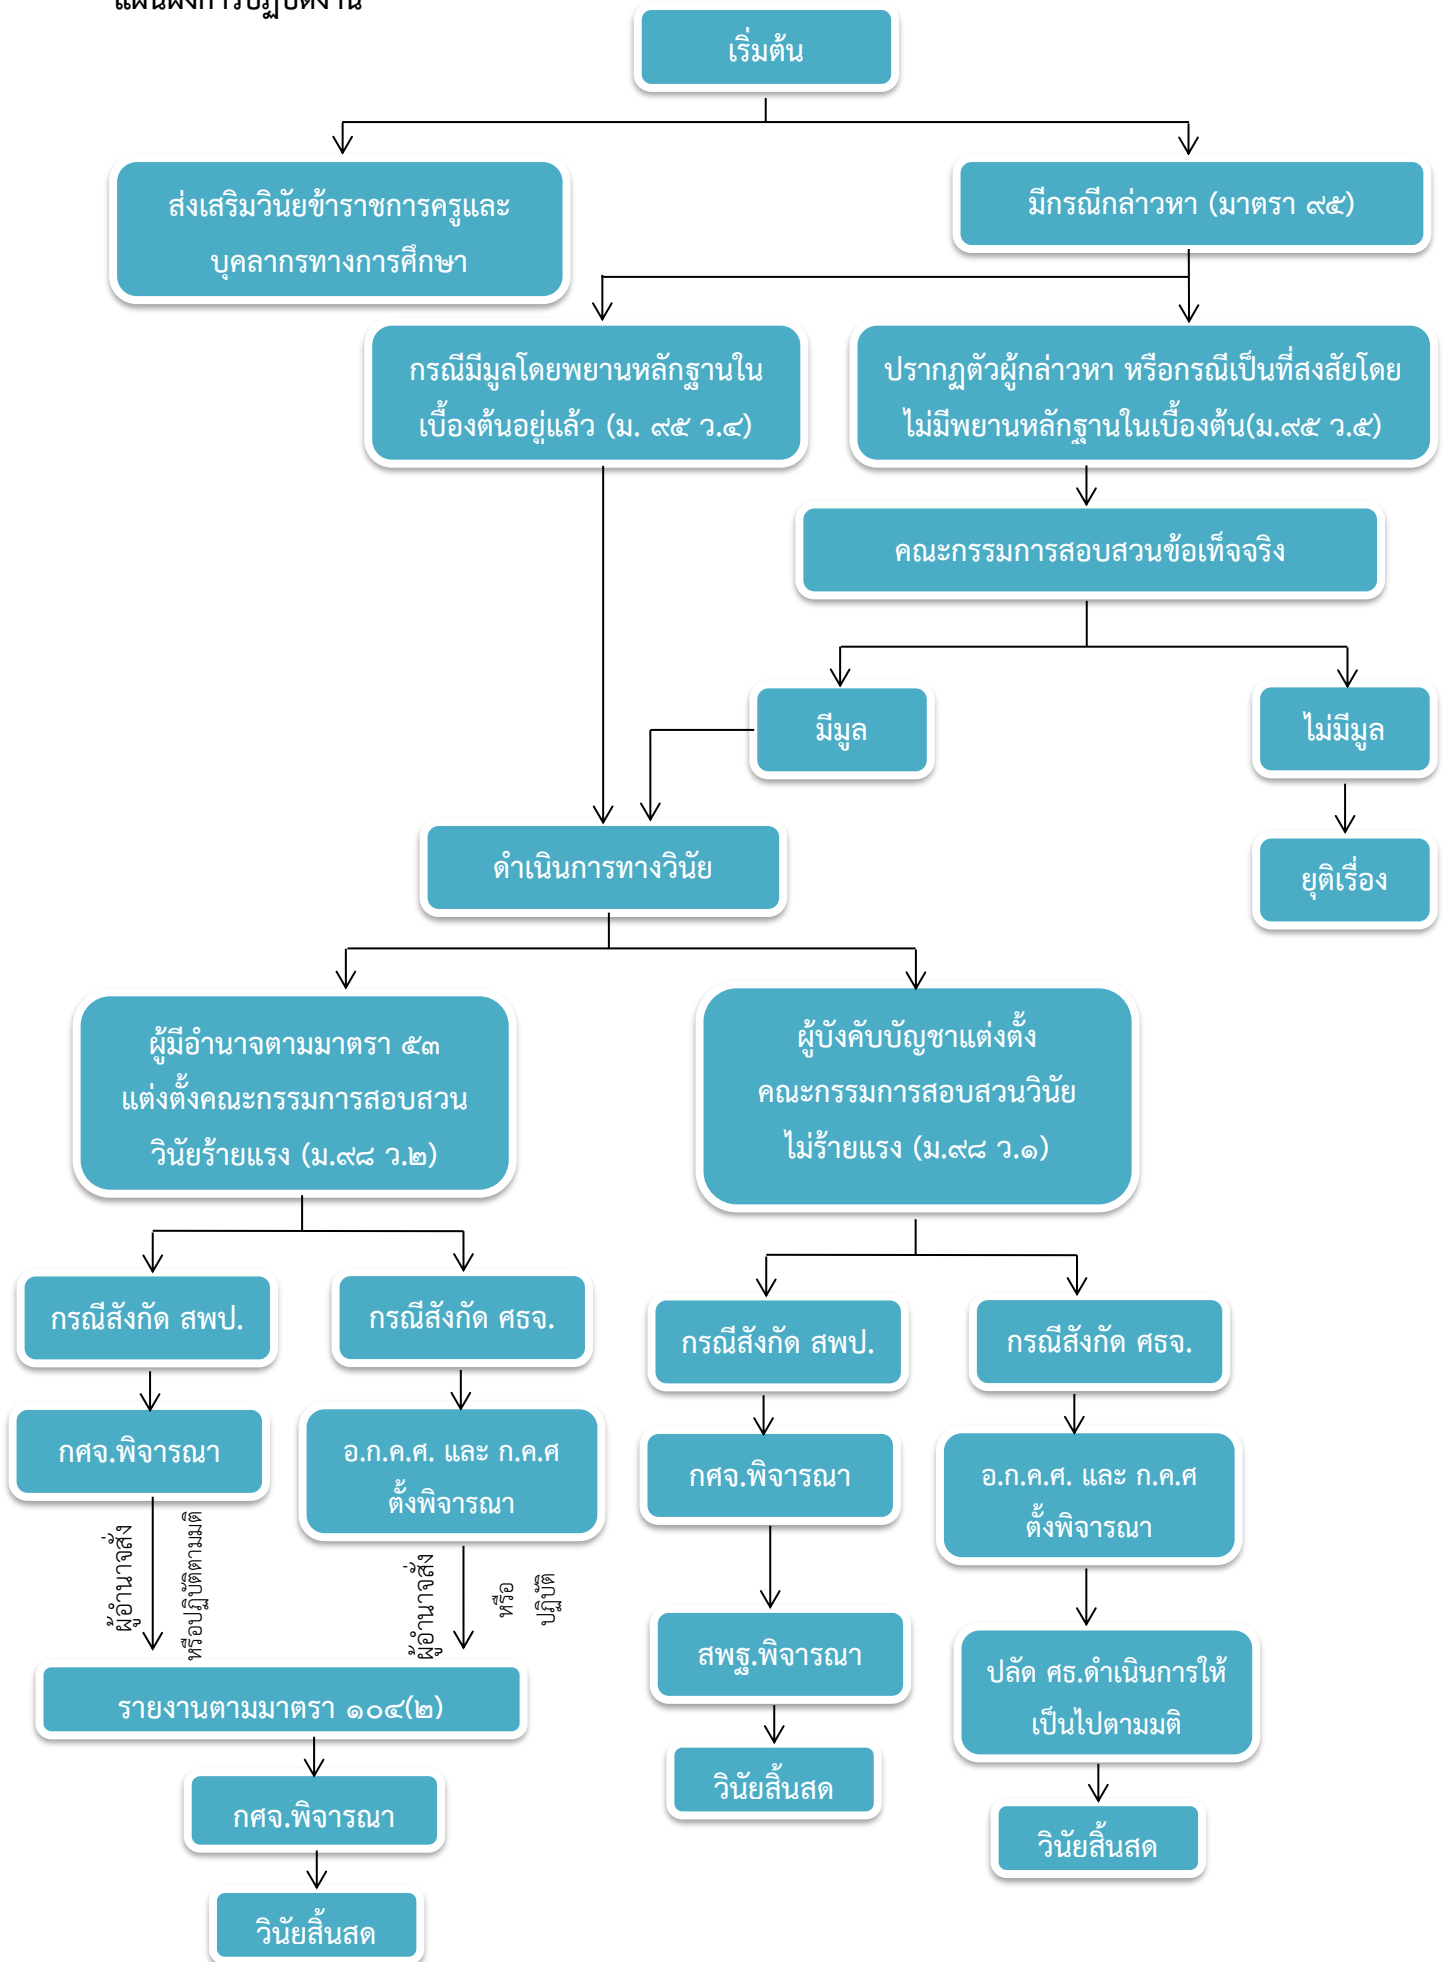 แผนผังการปฏิบัติงาน
เริ่มต้น
ส่งเสริมวินัยข้าราชการครูและ
บุคลากรทางการศึกษา
มีกรณีกล่าวหา (มาตรา ๙๕)
กรณีมีมูลโดยพยานหลักฐานใน
เบื้องต้นอยู่แล้ว (ม. ๙๕ ว.๔)
ปรากฏตัวผู้กล่าวหา หรือกรณีเป็นที่สงสัยโดย
ไม่มีพยานหลักฐานในเบื้องต้น(ม.๙๕ ว.๕)
คณะกรรมการสอบสวนข้อเท็จจริง
มีมูล
ไม่มีมูล
ดำเนินการทางวินัย
ยุติเรื่อง
ผู้มีอำนาจตามมาตรา ๕๓
แต่งตั้งคณะกรรมการสอบสวน
วินัยร้ายแรง (ม.๙๘ ว.๒)
ผู้บังคับบัญชาแต่งตั้ง
คณะกรรมการสอบสวนวินัย
ไม่ร้ายแรง (ม.๙๘ ว.๑)
กรณีสังกัด สพป.
กรณีสังกัด ศธจ.
กรณีสังกัด สพป.
กรณีสังกัด ศธจ.
กศจ.พิจารณา
อ.ก.ค.ศ. และ ก.ค.ศ
ตั้งพิจารณา
กศจ.พิจารณา
อ.ก.ค.ศ. และ ก.ค.ศ
ตั้งพิจารณา
ผู้อำนาจสั่ง
หรือปฏิบัติตามมติ
ผู้อำนาจสั่ง
หรือ
ปฏิบัติ
สพฐ.พิจารณา
ปลัด ศธ.ดำเนินการให้
เป็นไปตามมติ
รายงานตามมาตรา ๑๐๔(๒)
วินัยสิ้นสด
กศจ.พิจารณา
วินัยสิ้นสด
วินัยสิ้นสด